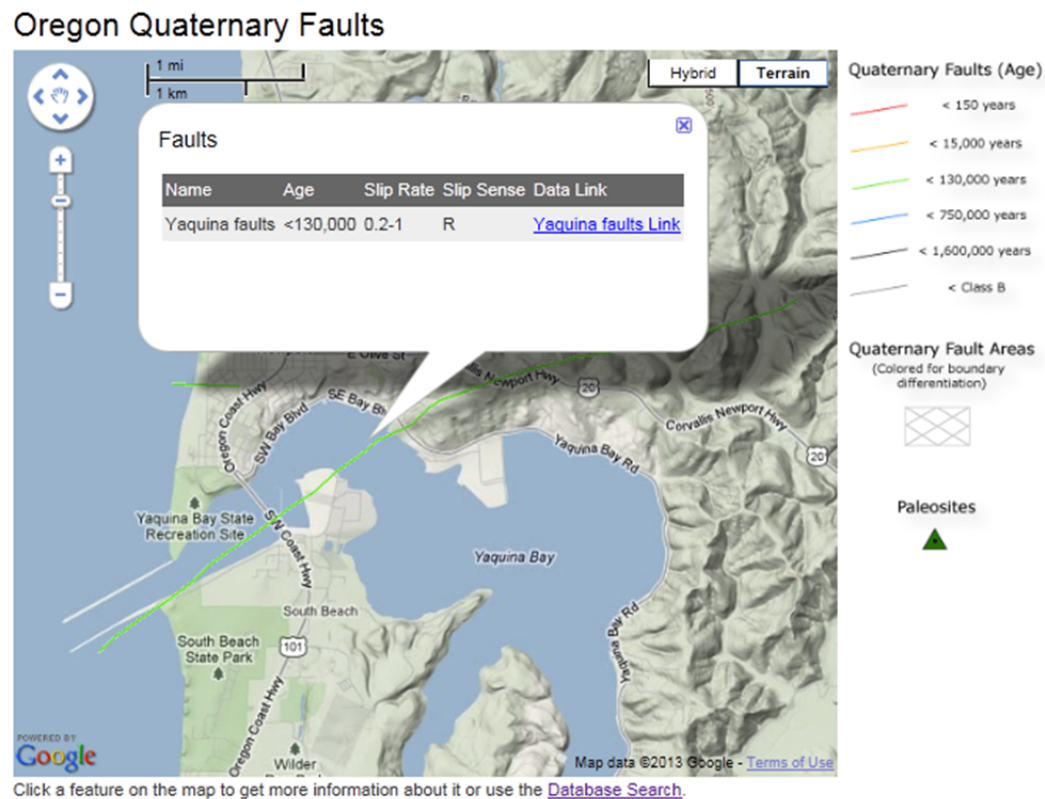 Oregon Quaternary Faults
1 mi
1 km
Hybrid
Terrain
500'
Faults
Name Age Slip Rate Slip Sense Data Link
Yaquina faults <130,000 0.2-1 R Yaquina faults Link
E Olive St
Newport Hwy
20
SE Bay
Oregon Coast Hwy
SW Bay Blvd
Corvallis Newport Hwy
20
Yaquina Bay Rd
Yaquina Bay State
Recreation Site
S W Coast Hwy
Yaquina Bay
South Beach
Yaquina Bay Rd
South Beach
State Park
101
Oregon Coast Hwy
Wilder
POWERED BY
Google
Map data ©2013 Google - Terms of Use
Click a feature on the map to get more information about it or use the Database Search.
Quaternary Faults (Age)
< 150 years
< 15,000 years
< 130,000 years
< 750,000 years
< 1,600,000 years
< Class B
Quaternary Fault Areas
(Colored for boundary
differentiation)
Paleosites